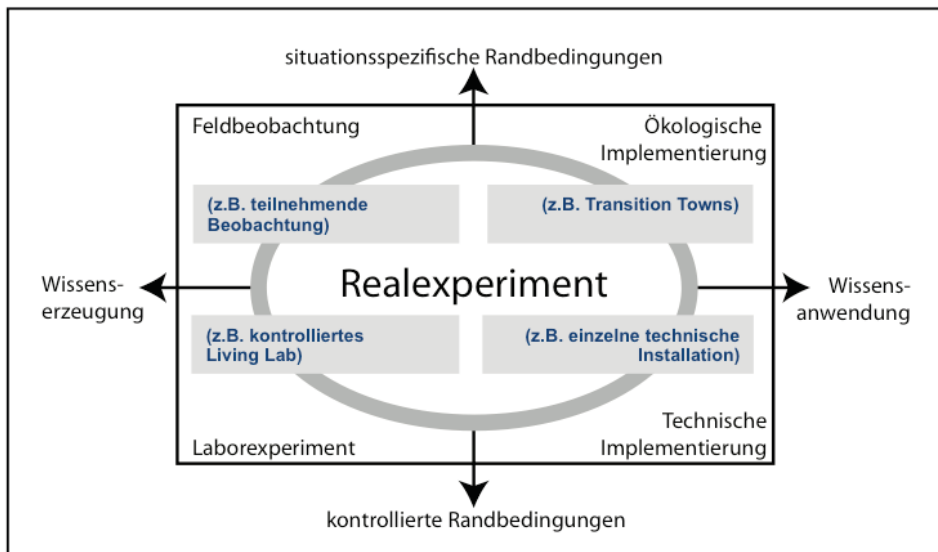 situationsspezifische Randbedingungen
Feldbeobachtung
Ökologische
Implementierung
(z.B. teilnehmende
Beobachtung)
(z.B. Transition Towns)
Wissens-
erzeugung
Realexperiment
Wissens-
anwendung
(z.B. kontrolliertes
Living Lab)
(z.B. einzelne technische
Installation)
Laborexperiment
Technische
Implementierung
kontrollierte Randbedingungen